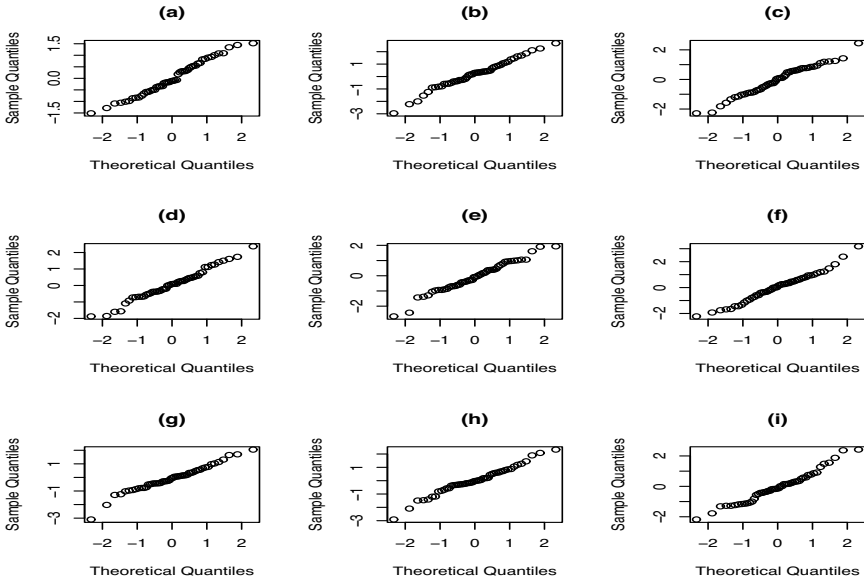 (a) (b) (c)
Sample Quantiles −1.5 0.0 1.5
Sample Quantiles −3 −1 1
Sample Quantiles −2 0 2
−2 −1 0 1 2
−2 −1 0 1 2
−2 −1 0 1 2
Theoretical Quantiles
Theoretical Quantiles
Theoretical Quantiles
(d) (e) (f)
Sample Quantiles −2 0 2
Sample Quantiles −2 0 2
Sample Quantiles −2 0 2
−2 −1 0 1 2
−2 −1 0 1 2
−2 −1 0 1 2
Theoretical Quantiles
Theoretical Quantiles
Theoretical Quantiles
(g) (h) (i)
Sample Quantiles −3 −1 1
Sample Quantiles −3 −1 1
Sample Quantiles −2 0 2
−2 −1 0 1 2
−2 −1 0 1 2
−2 −1 0 1 2
Theoretical Quantiles
Theoretical Quantiles
Theoretical Quantiles